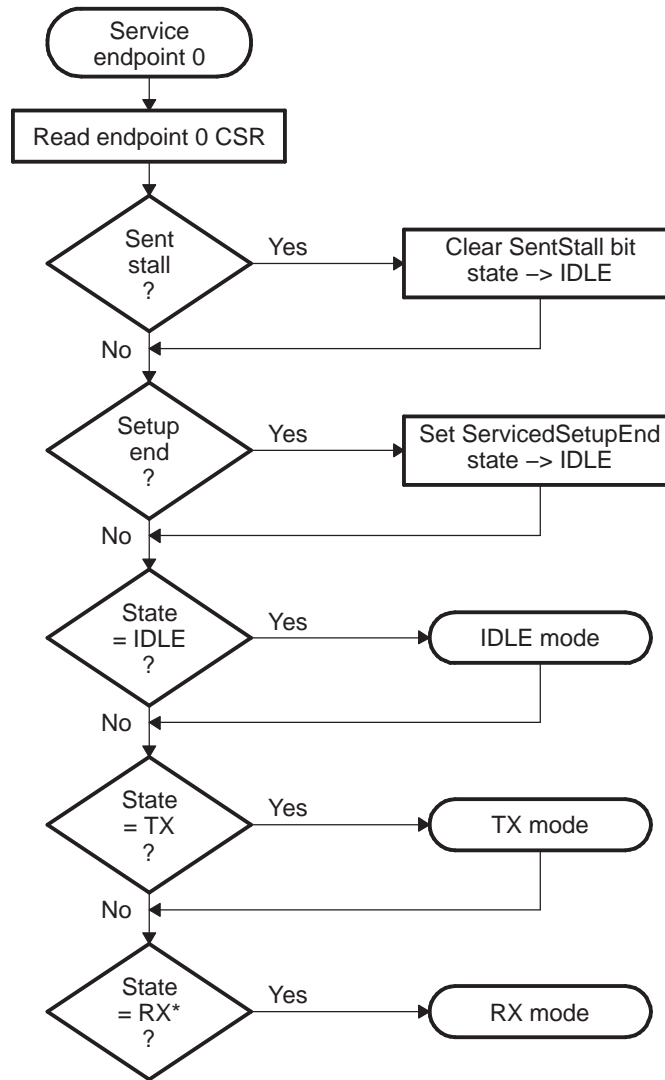 Service
endpoint 0
Read endpoint 0 CSR
Sent
stall
?
Yes
Clear SentStall bit
state −> IDLE
No
Setup
end
?
Yes
Set ServicedSetupEnd
state −> IDLE
No
State
= IDLE
?
Yes
IDLE mode
No
State
= TX
?
Yes
TX mode
No
State
= RX*
?
Yes
RX mode